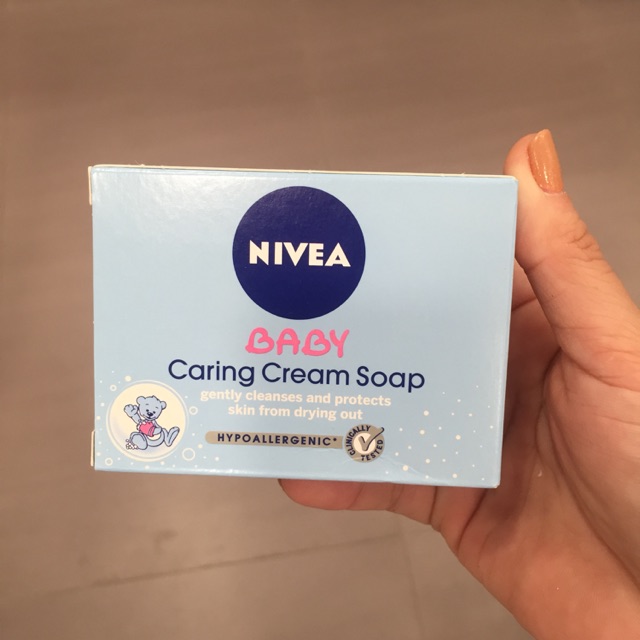 NIVEA
BABY
Caring Cream Soap
gently cleanses and protects
skin from drying out
HYPOALLERGENIC*
CLINICALLY TESTED